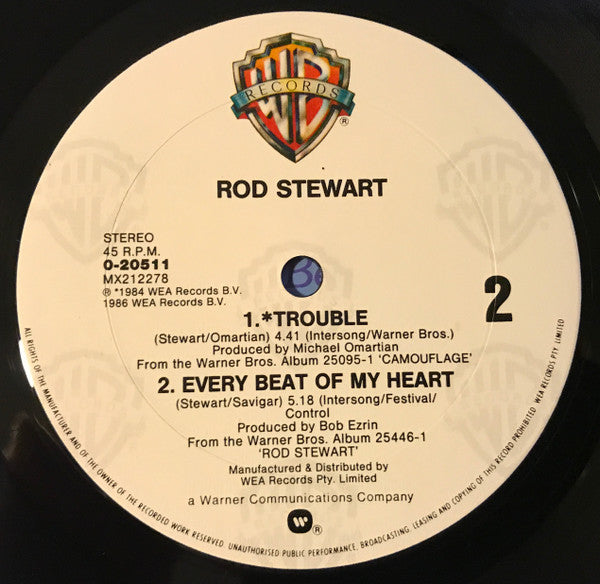 WB
RECORDS
®
ROD STEWART
STEREO
45 R.P.M.
0-20511
MX212278
℗ *1984 WEA Records B.V.
1986 WEA Records B.V.
2
1.*TROUBLE
(Stewart/Omartian) 4.41 (Intersong/Warner Bros.)
Produced by Michael Omartian
From the Warner Bros. Album 25095-1 'CAMOUFLAGE'
2. EVERY BEAT OF MY HEART
(Stewart/Savigar) 5.18 (Intersong/Festival/
Control
Produced by Bob Ezrin
From the Warner Bros. Album 25446-1
'ROD STEWART'
Manufactured & Distributed by
WEA Records Pty. Limited
a Warner Communications Company
®
ALL RIGHTS OF THE MANUFACTURER AND OF THE OWNER OF THE RECORDED WORK RESERVED. UNAUTHORISED PUBLIC PERFORMANCE, BROADCASTING, LEASING AND COPYING OF THIS RECORD PROHIBITED. WEA RECORDS PTY. LIMITED